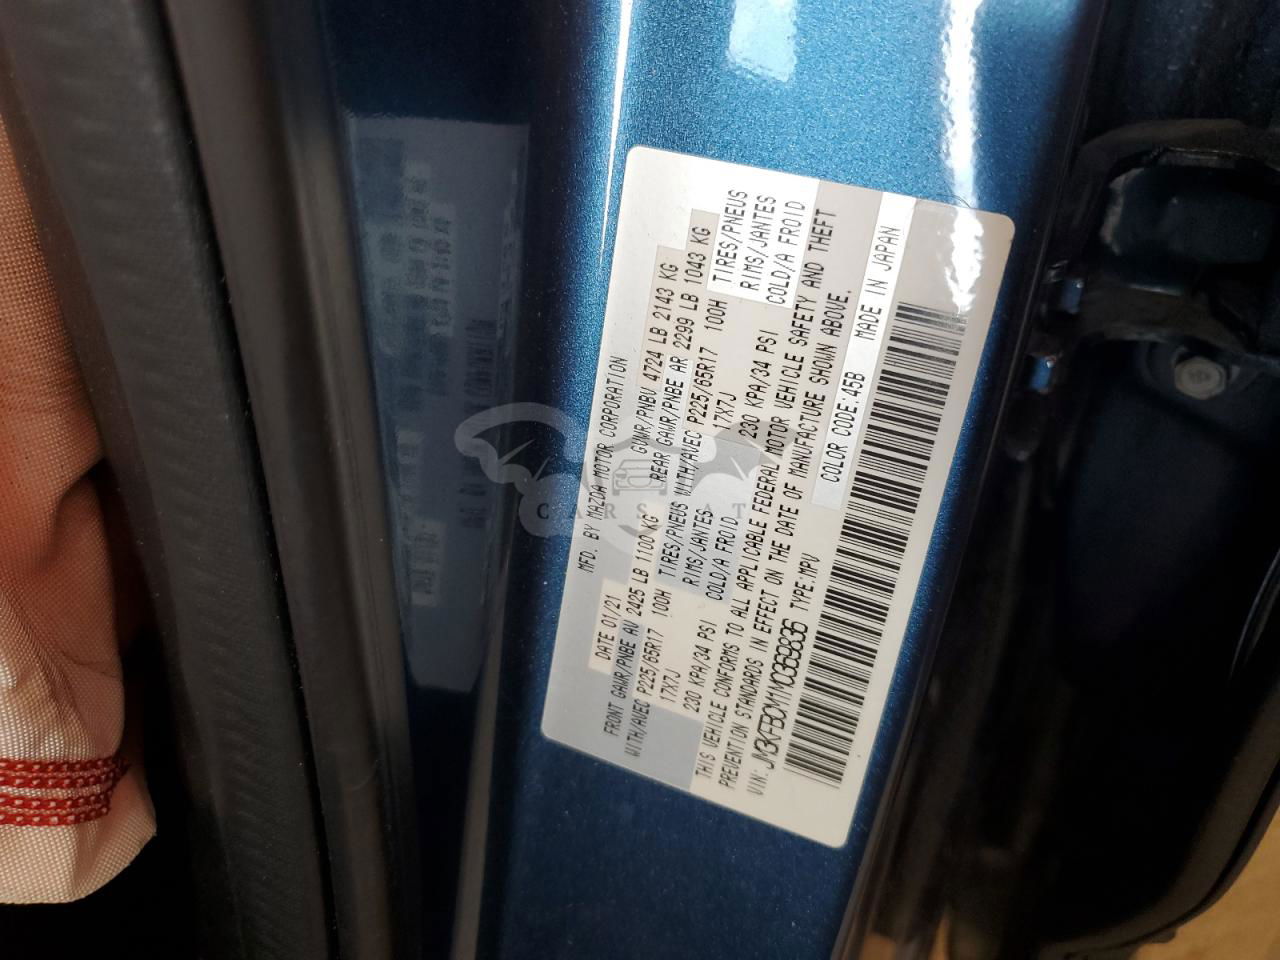 MFD. BY MAZDA MOTOR CORPORATION
DATE 01/21 GVWR/PNBV 4724 LB 2143 KG
FRONT GAWR/PNBE AV 2425 LB 1100 KG REAR GAWR/PNBE AR 2299 LB 1043 KG
WITH/AVEC P225/65R17 100H TIRES/PNEUS WITH/AVEC P225/65R17 100H TIRES/PNEUS
17X7J RIMS/JANTES 17X7J RIMS/JANTES
230 KPA/34 PSI COLD/A FROID 230 KPA/34 PSI COLD/A FROID
THIS VEHICLE CONFORMS TO ALL APPLICABLE FEDERAL MOTOR VEHICLE SAFETY AND THEFT
PREVENTION STANDARDS IN EFFECT ON THE DATE OF MANUFACTURE SHOWN ABOVE.
VIN: JM3KFBDM1M0369836 TYPE:MPV COLOR CODE:45B MADE IN JAPAN
CARSTAT